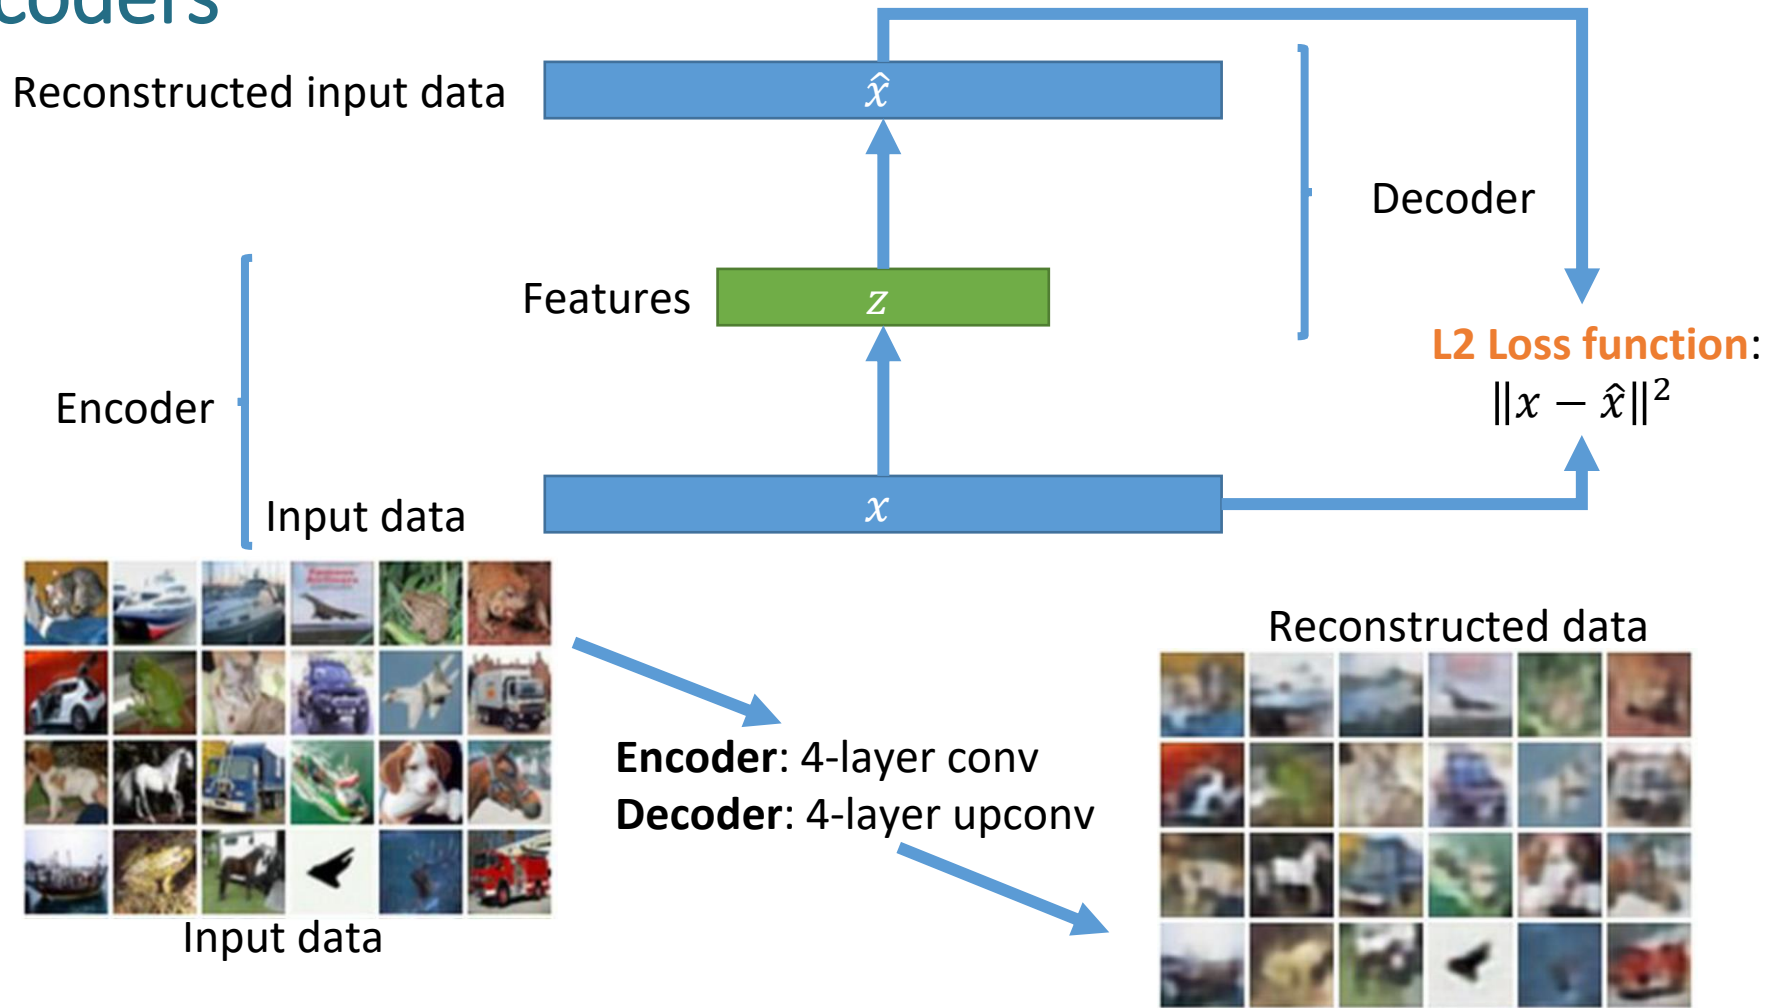 coders
Reconstructed input data
x̂
Decoder
Features
z
L2 Loss function:
‖x − x̂‖²
Encoder
Input data
x
Reconstructed data
Encoder: 4-layer conv
Decoder: 4-layer upconv
Input data